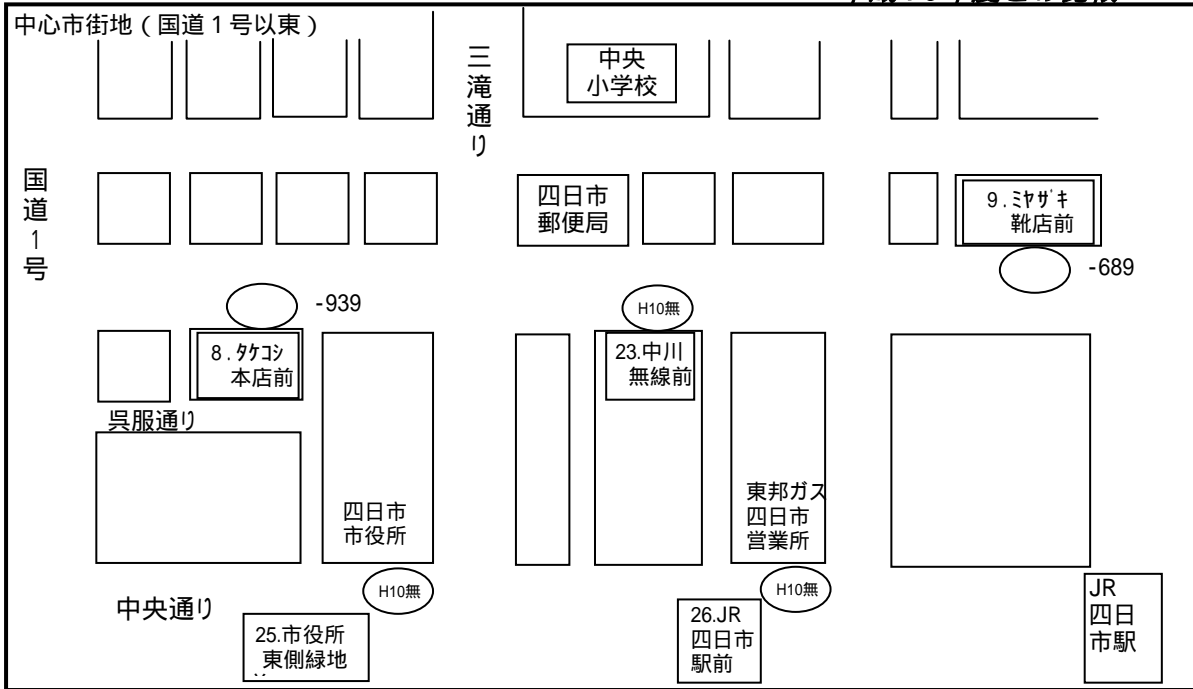 中心市街地(国道1号以東)
三滝通り
中央
小学校
国道1号
四日市
郵便局
9.ﾐﾔｻﾞｷ
靴店前
-689
-939
H10無
8.ﾀｹｺｼ
本店前
23.中川
無線前
呉服通り
四日市
市役所
東邦ガス
四日市
営業所
中央通り
H10無
H10無
25.市役所
東側緑地
26.JR
四日市
駅前
JR
四日
市駅